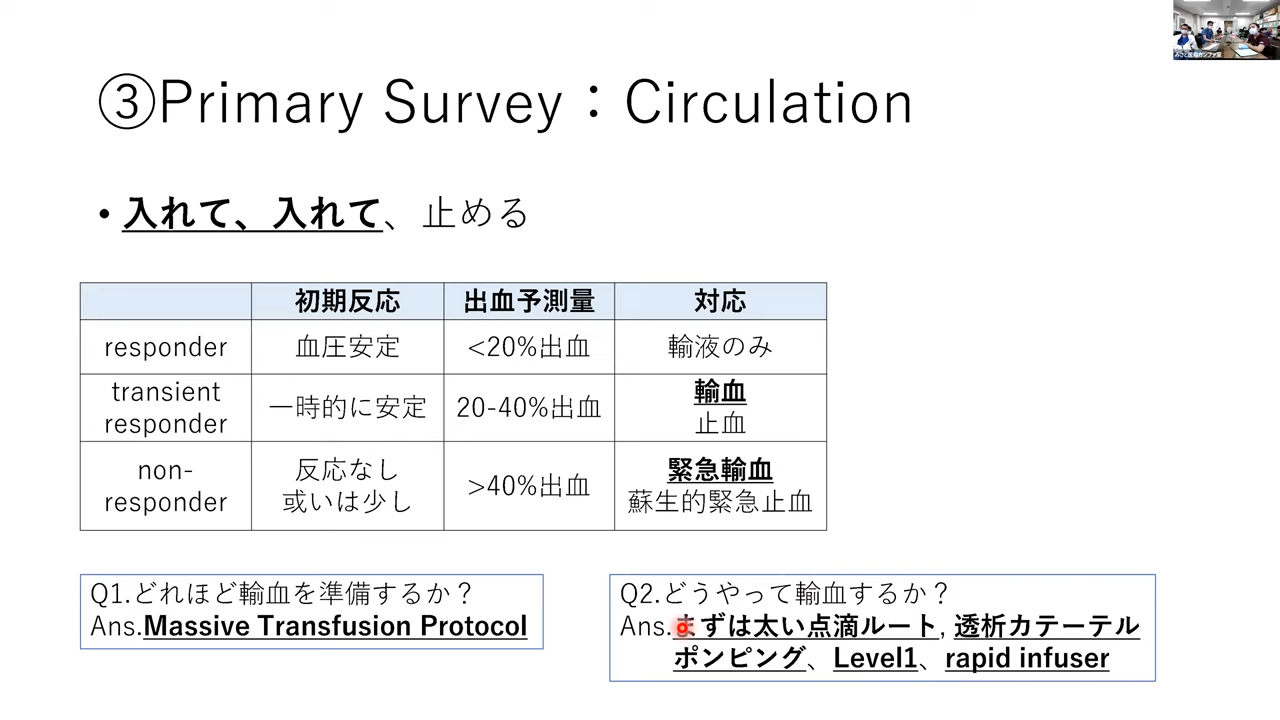 ③Primary Survey：Circulation
• 入れて、入れて、止める
初期反応 出血予測量 対応
responder 血圧安定 <20%出血 輸液のみ
transient responder 一時的に安定 20-40%出血 輸血 止血
non-responder 反応なし 或いは少し >40%出血 緊急輸血 蘇生的緊急止血
Q1.どれほど輸血を準備するか？
Ans.Massive Transfusion Protocol
Q2.どうやって輸血するか？
Ans.まずは太い点滴ルート, 透析カテーテル
ポンピング、Level1、rapid infuser